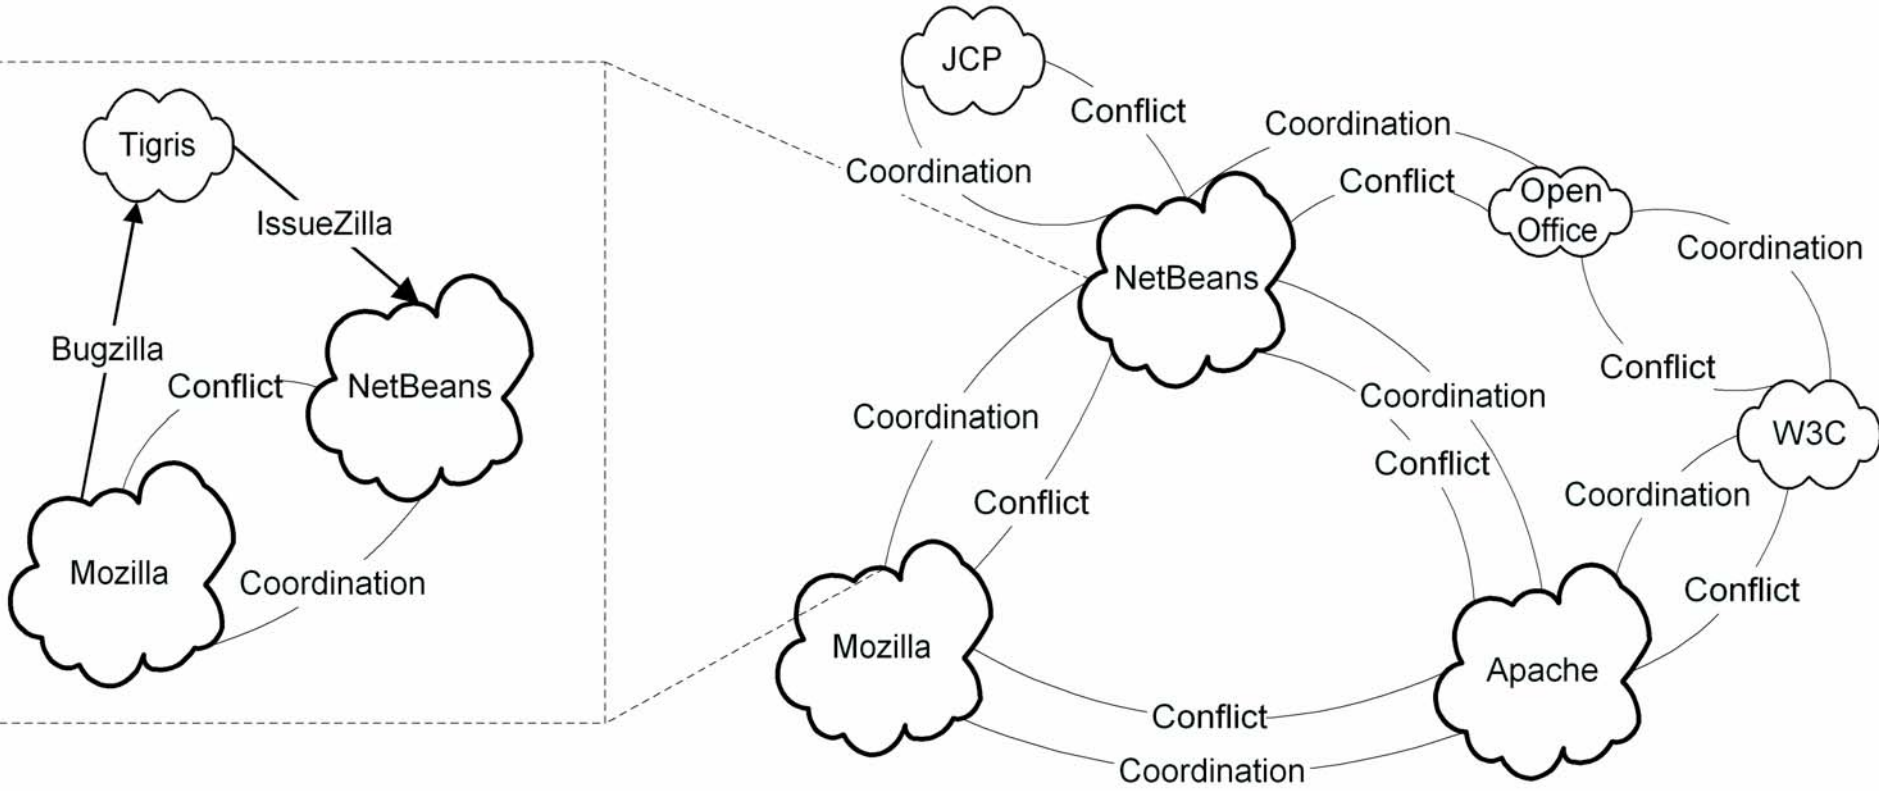 Tigris
IssueZilla
Bugzilla
Conflict
NetBeans
Mozilla
Coordination
JCP
Conflict
Coordination
Coordination
Conflict
Open
Office
Coordination
NetBeans
Conflict
Coordination
Coordination
Conflict
W3C
Conflict
Coordination
Conflict
Mozilla
Apache
Conflict
Coordination